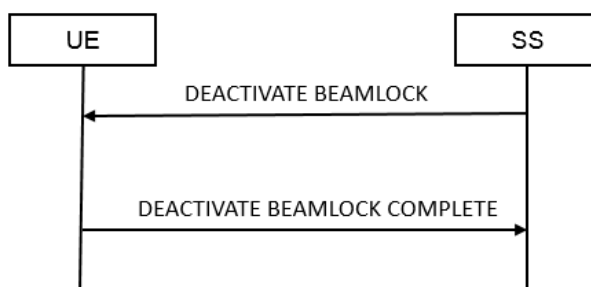 UE
SS
DEACTIVATE BEAMLOCK
DEACTIVATE BEAMLOCK COMPLETE